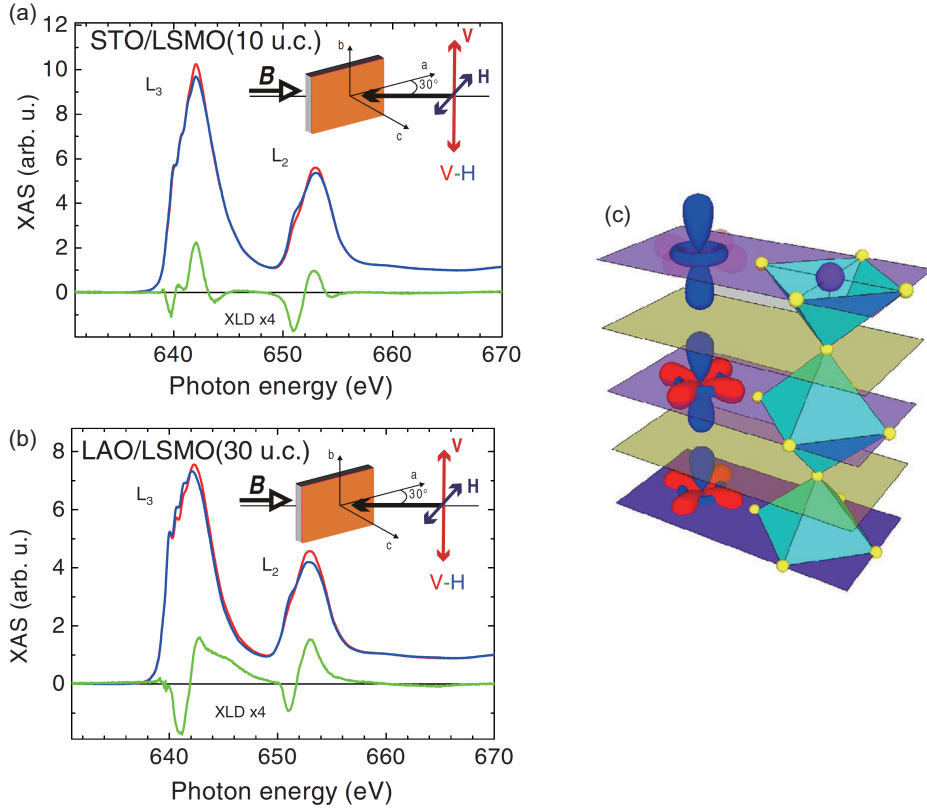 (a)
STO/LSMO(10 u.c.)
12
10
8
6
4
2
0
XAS (arb. u.)
L3
L2
B
b
a
30°
c
H
V
V-H
XLD x4
640
650
660
670
Photon energy (eV)
(b)
LAO/LSMO(30 u.c.)
8
6
4
2
0
XAS (arb. u.)
L3
L2
B
b
a
30°
c
H
V
V-H
XLD x4
640
650
660
670
Photon energy (eV)
(c)